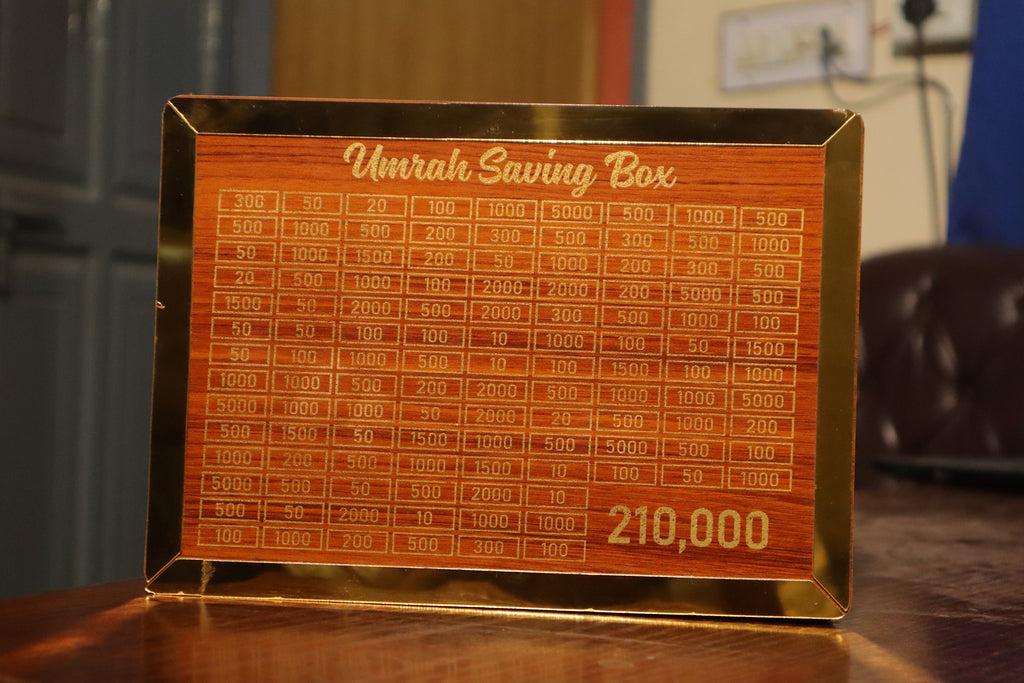 Umrah Saving Box
300 50 20 100 1000 5000 500 1000 500
500 1000 500 200 300 500 300 500 1000
50 1000 1500 200 50 1000 200 300 500
20 500 1000 100 2000 2000 200 5000 500
1500 50 2000 500 2000 300 500 1000 100
50 50 100 100 10 1000 100 50 1500
50 100 1000 500 10 100 1500 100 1000
1000 1000 500 200 2000 500 1000 1000 5000
5000 1000 1000 50 2000 20 500 1000 200
500 1500 50 1500 1000 500 5000 500 100
1000 200 500 1000 1500 10 100 50 1000
5000 500 50 500 2000 10
500 50 2000 10 1000 1000
100 1000 200 500 300 100
210,000